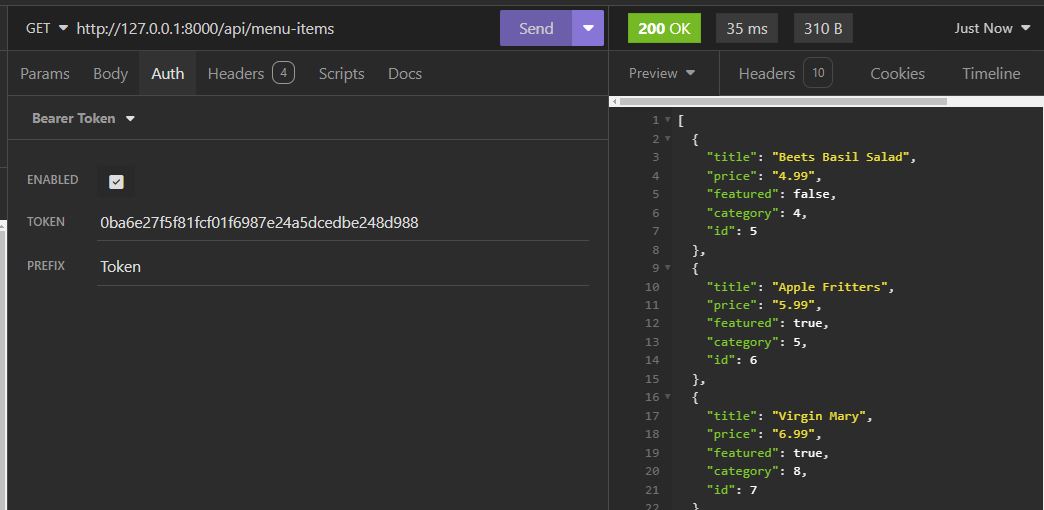 GET http://127.0.0.1:8000/api/menu-items Send
200 OK 35 ms 310 B Just Now
Params Body Auth Headers 4 Scripts Docs
Preview Headers 10 Cookies Timeline
Bearer Token
ENABLED
TOKEN 0ba6e27f5f81fcf01f6987e24a5dcedbe248d988
PREFIX Token
1 [
2 {
3 "title": "Beets Basil Salad",
4 "price": "4.99",
5 "featured": false,
6 "category": 4,
7 "id": 5
8 },
9 {
10 "title": "Apple Fritters",
11 "price": "5.99",
12 "featured": true,
13 "category": 5,
14 "id": 6
15 },
16 {
17 "title": "Virgin Mary",
18 "price": "6.99",
19 "featured": true,
20 "category": 8,
21 "id": 7
22 }